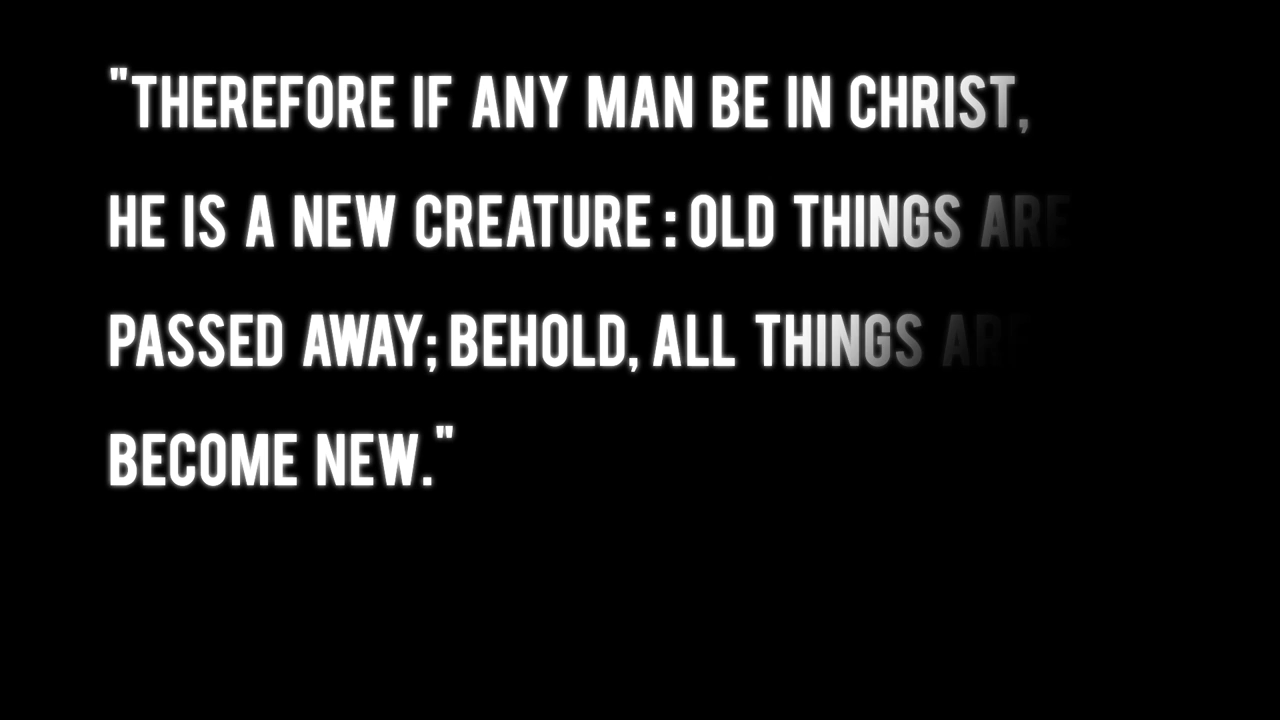 "THEREFORE IF ANY MAN BE IN CHRIST,
HE IS A NEW CREATURE : OLD THINGS ARE
PASSED AWAY; BEHOLD, ALL THINGS ARE
BECOME NEW."